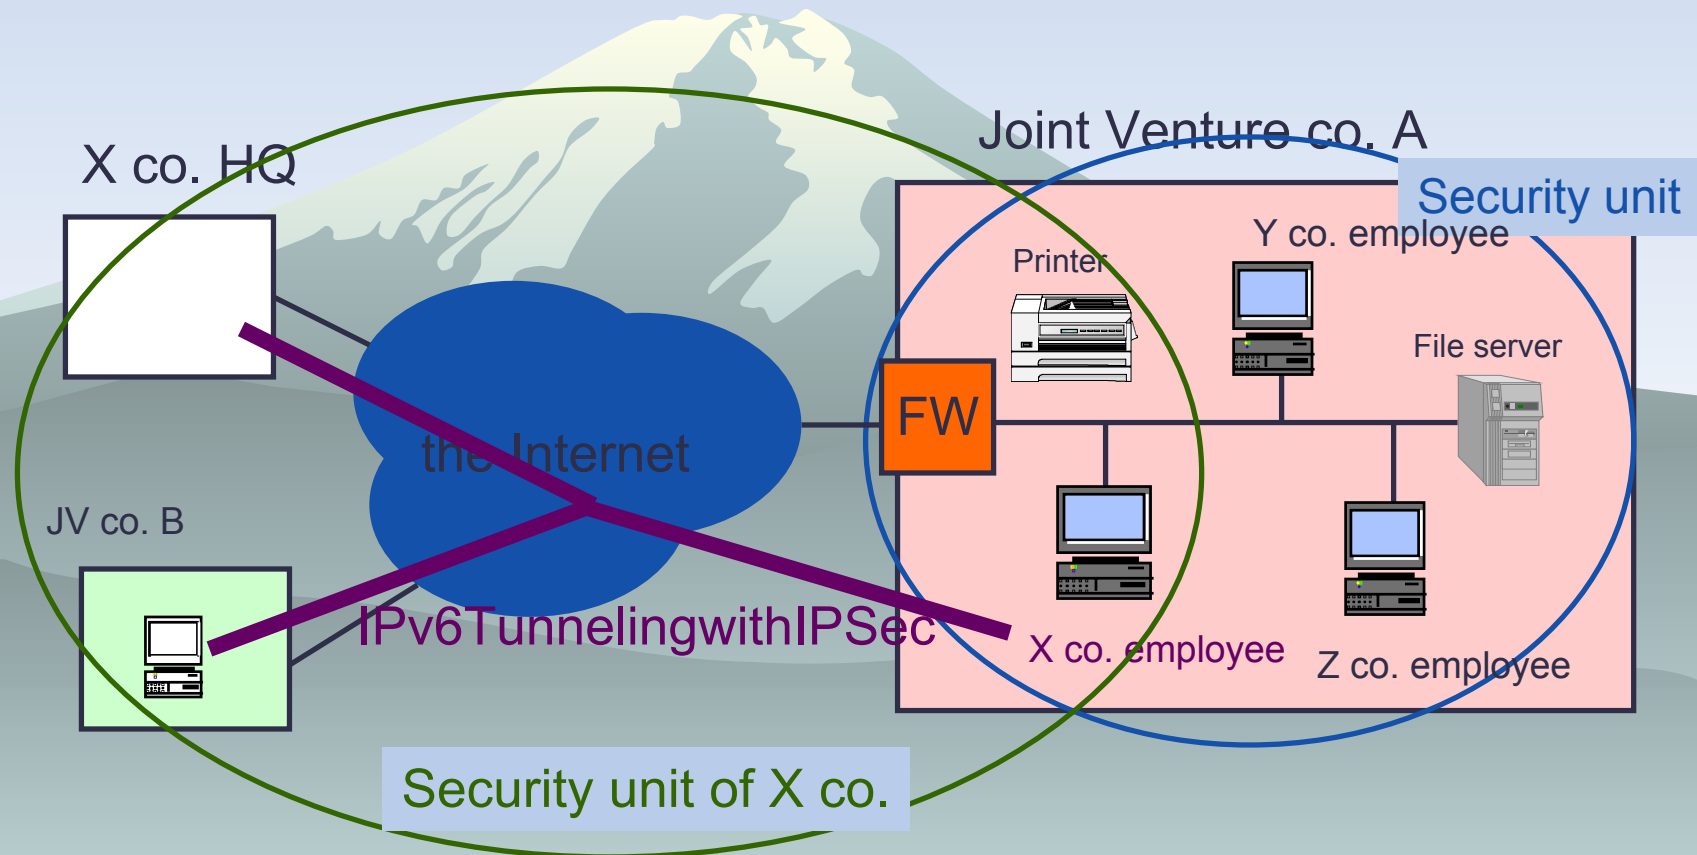 Joint Venture co. A
X co. HQ
Security unit
Y co. employee
Printer
File server
FW
the Internet
JV co. B
IPv6TunnelingwithIPSec
X co. employee
Z co. employee
Security unit of X co.